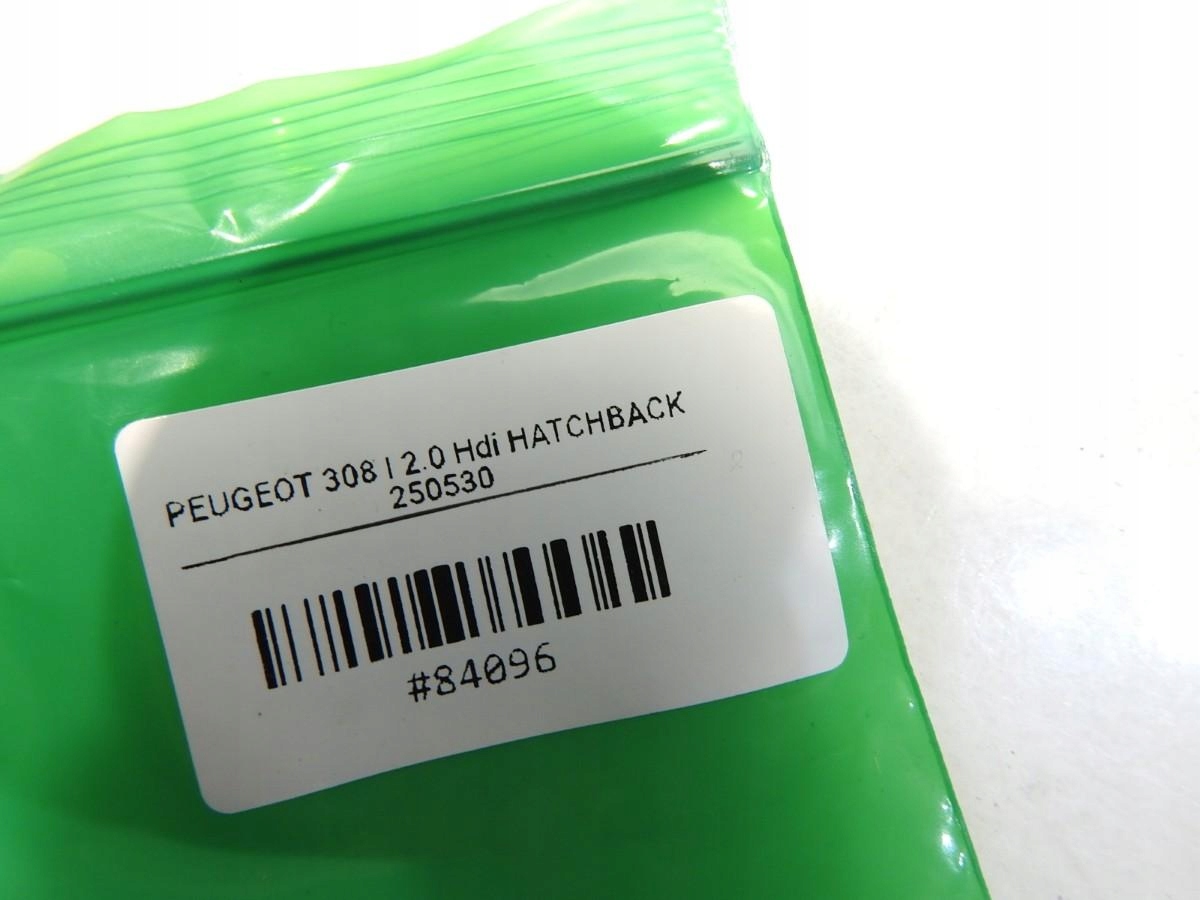 PEUGEOT 308 I 2.0 Hdi HATCHBACK
250530
#84096